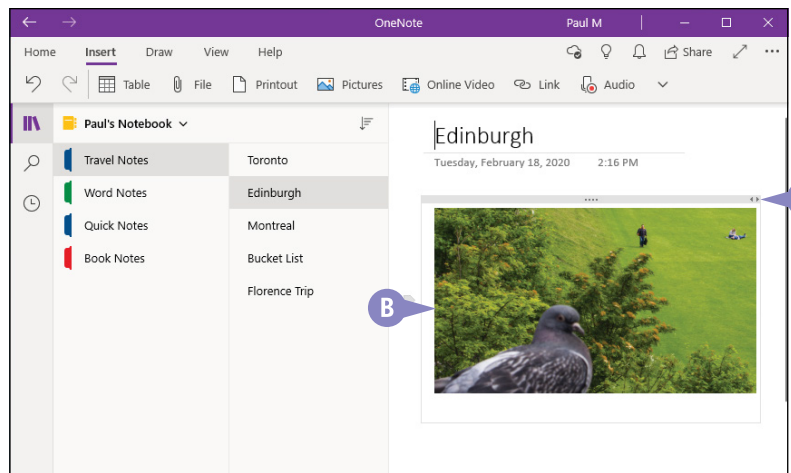 OneNote
Paul M
Home Insert Draw View Help
Share
Table File Printout Pictures Online Video Link Audio
Paul's Notebook
Travel Notes
Word Notes
Quick Notes
Book Notes
Toronto
Edinburgh
Montreal
Bucket List
Florence Trip
Edinburgh
Tuesday, February 18, 2020 2:16 PM
B